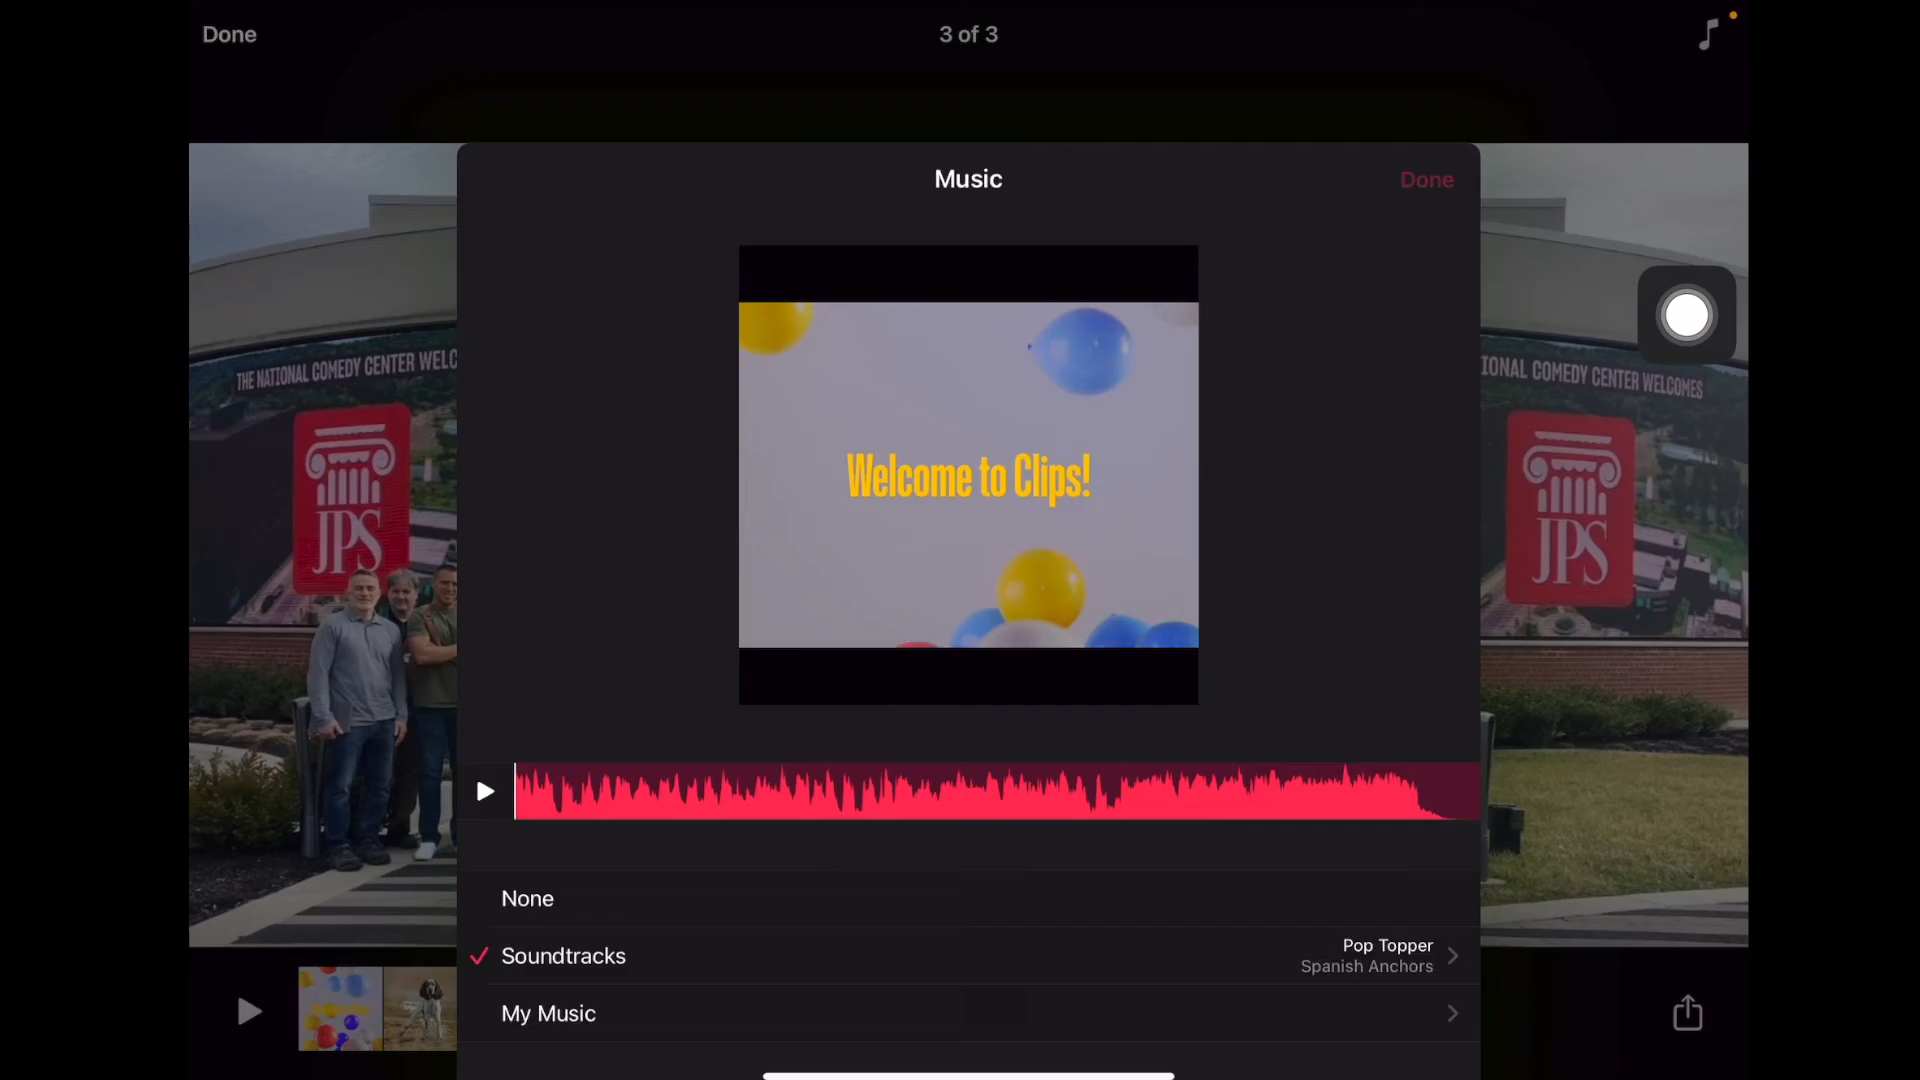 Done
3 of 3
Music
Done
THE NATIONAL COMEDY CENTER WELC
JPS
IONAL COMEDY CENTER WELCOMES
JPS
Welcome to Clips!
None
Soundtracks
Pop Topper
Spanish Anchors
My Music